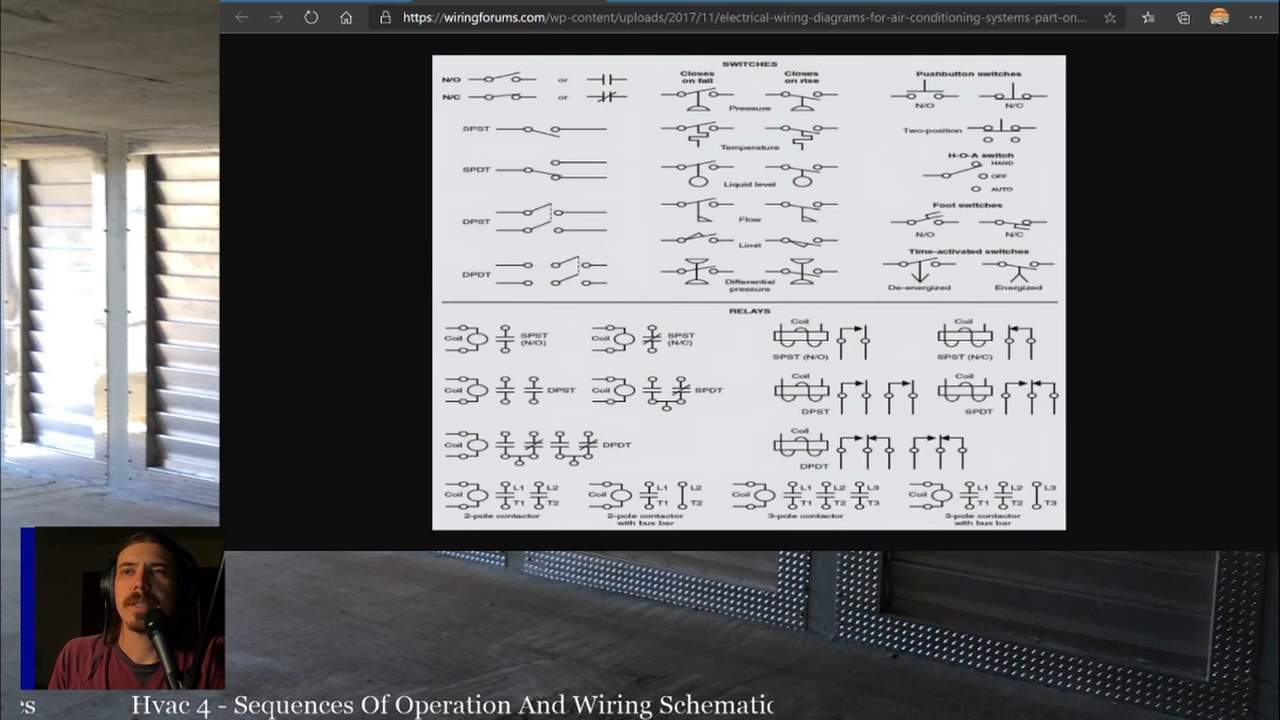 https://wiringforums.com/wp-content/uploads/2017/11/electrical-wiring-diagrams-for-air-conditioning-systems-part-on...
SWITCHES
N/O or
N/C or
SPST
SPDT
DPST
DPDT
Closes on fall
Closes on rise
Pressure
Temperature
Liquid level
Flow
Limit
Differential pressure
Pushbutton switches
N/O N/C
Two-position
H-O-A switch
HAND
OFF
AUTO
Foot switches
N/O N/C
Time-activated switches
De-energized Energized
RELAYS
Coil SPST (N/O)
Coil SPST (N/C)
Coil
SPST (N/O)
Coil
SPST (N/C)
Coil DPST
Coil SPDT
Coil
DPST
Coil
SPDT
Coil DPDT
Coil
DPDT
Coil L1 L2
T1 T2
2-pole contactor
Coil L1 L2
T1 T2
2-pole contactor
with bus bar
Coil L1 L2 L3
T1 T2 T3
3-pole contactor
Coil L1 L2 L3
T1 T2 T3
3-pole contactor
with bus bar
es Hvac 4 - Sequences Of Operation And Wiring Schematic